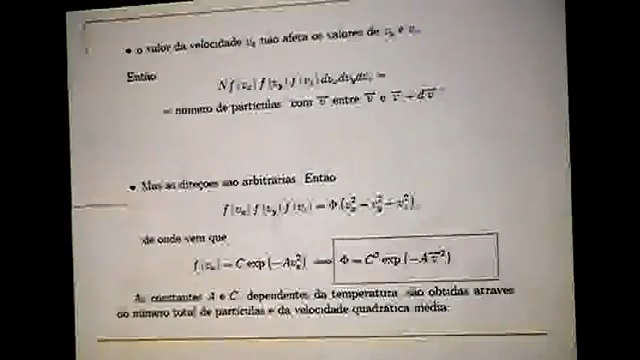 • o valor da velocidade v_x não afeta os valores de v_y e v_z
Então
N f(v_x) f(v_y) f(v_z) dv_x dv_y dv_z =
= número de partículas com v⃗ entre v⃗ e v⃗ + dv⃗
• Mas as direções são arbitrárias Então
f(v_x) f(v_y) f(v_z) = Φ(v_x² + v_y² + v_z²)
de onde vem que
f(v_x) = C exp(−Av_x²) ⟹ Φ = C³ exp(−Av⃗²)
As constantes A e C dependentes da temperatura são obtidas através
do número total de partículas e da velocidade quadrática média: